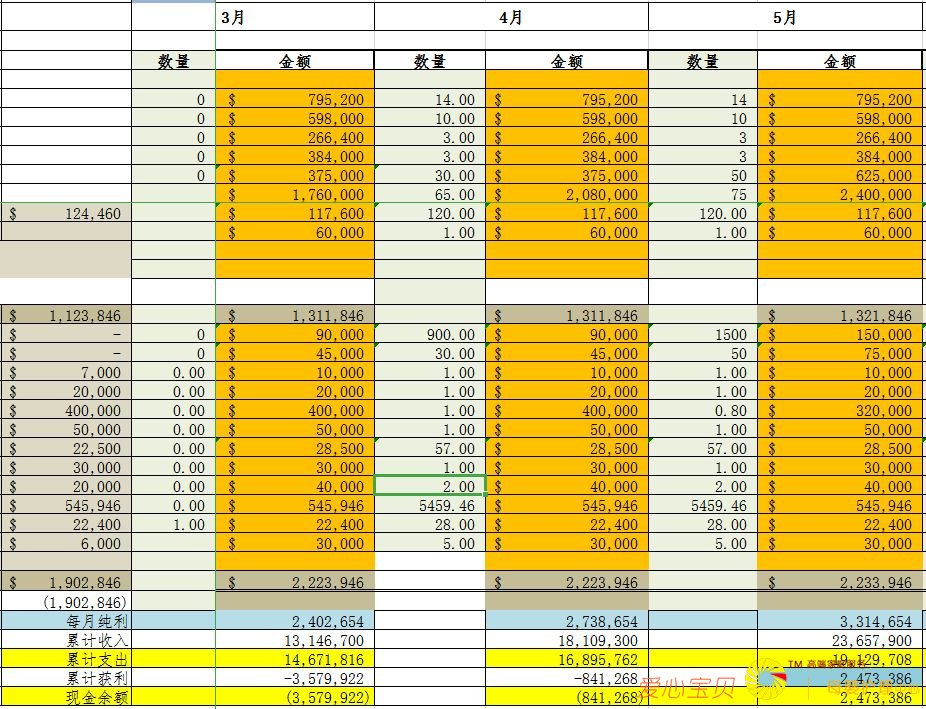 3月 4月 5月
数量 金额 数量 金额 数量 金额
0 $ 795,200 14.00 $ 795,200 14 $ 795,200
0 $ 598,000 10.00 $ 598,000 10 $ 598,000
0 $ 266,400 3.00 $ 266,400 3 $ 266,400
0 $ 384,000 3.00 $ 384,000 3 $ 384,000
0 $ 375,000 30.00 $ 375,000 50 $ 625,000
$ 1,760,000 65.00 $ 2,080,000 75 $ 2,400,000
$ 124,460 $ 117,600 120.00 $ 117,600 120.00 $ 117,600
$ 60,000 1.00 $ 60,000 1.00 $ 60,000
$ 1,123,846 $ 1,311,846 $ 1,311,846 $ 1,321,846
$ - 0 $ 90,000 900.00 $ 90,000 1500 $ 150,000
$ - 0 $ 45,000 30.00 $ 45,000 50 $ 75,000
$ 7,000 0.00 $ 10,000 1.00 $ 10,000 1.00 $ 10,000
$ 20,000 0.00 $ 20,000 1.00 $ 20,000 1.00 $ 20,000
$ 400,000 0.00 $ 400,000 1.00 $ 400,000 0.80 $ 320,000
$ 50,000 0.00 $ 50,000 1.00 $ 50,000 1.00 $ 50,000
$ 22,500 0.00 $ 28,500 57.00 $ 28,500 57.00 $ 28,500
$ 30,000 0.00 $ 30,000 1.00 $ 30,000 1.00 $ 30,000
$ 20,000 0.00 $ 40,000 2.00 $ 40,000 2.00 $ 40,000
$ 545,946 0.00 $ 545,946 5459.46 $ 545,946 5459.46 $ 545,946
$ 22,400 1.00 $ 22,400 28.00 $ 22,400 28.00 $ 22,400
$ 6,000 $ 30,000 5.00 $ 30,000 5.00 $ 30,000
$ 1,902,846 $ 2,223,946 $ 2,223,946 $ 2,233,946
(1,902,846)
每月纯利 2,402,654 2,738,654 3,314,654
累计收入 13,146,700 18,109,300 23,657,900
累计支出 14,671,816 16,895,762 19,129,708
累计获利 -3,579,922 -841,268 2,473,386
现金余额 (3,579,922) (841,268) 2,473,386
爱心宝贝
TM